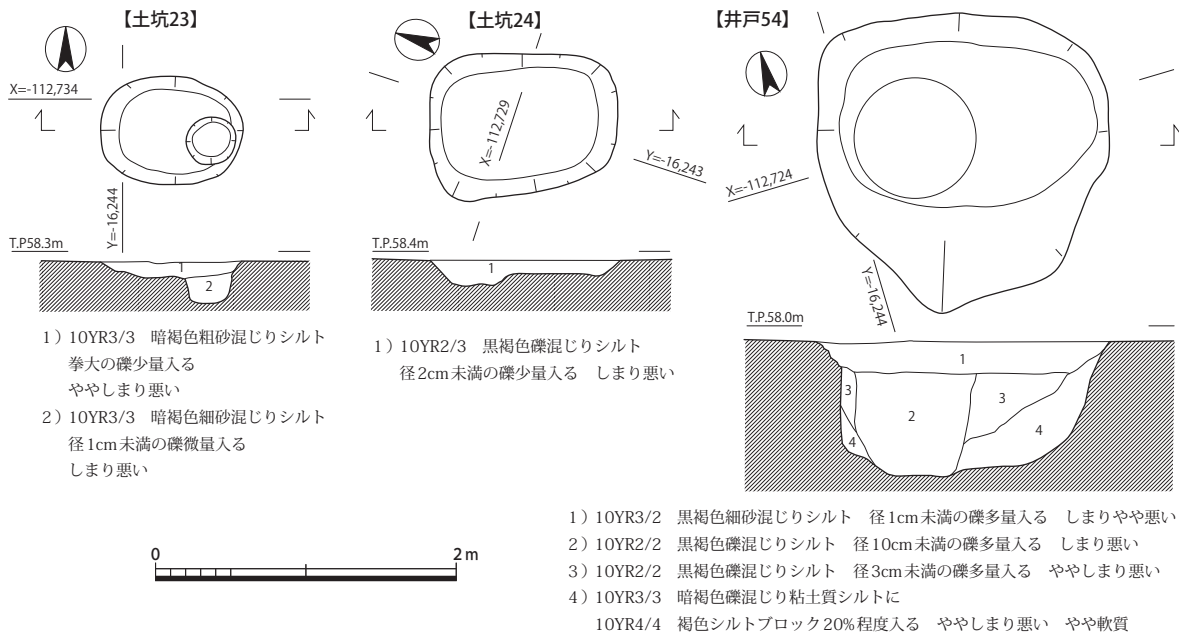 【土坑23】
X=-112,734
Y=-16,244
T.P58.3m
1
2
1）10YR3/3　暗褐色粗砂混じりシルト
拳大の礫少量入る
ややしまり悪い
2）10YR3/3　暗褐色細砂混じりシルト
径1cm未満の礫微量入る
しまり悪い
【土坑24】
X=-112,729
Y=-16,243
T.P.58.4m
1
1）10YR2/3　黒褐色礫混じりシルト
径2cm未満の礫少量入る　しまり悪い
【井戸54】
X=-112,724
Y=-16,244
T.P.58.0m
1
3
2
3
4
4
1）10YR3/2　黒褐色細砂混じりシルト　径1cm未満の礫多量入る　しまりやや悪い
2）10YR2/2　黒褐色礫混じりシルト　径10cm未満の礫多量入る　しまり悪い
3）10YR2/2　黒褐色礫混じりシルト　径3cm未満の礫多量入る　ややしまり悪い
4）10YR3/3　暗褐色礫混じり粘土質シルトに
10YR4/4　褐色シルトブロック20%程度入る　ややしまり悪い　やや軟質
0
2m